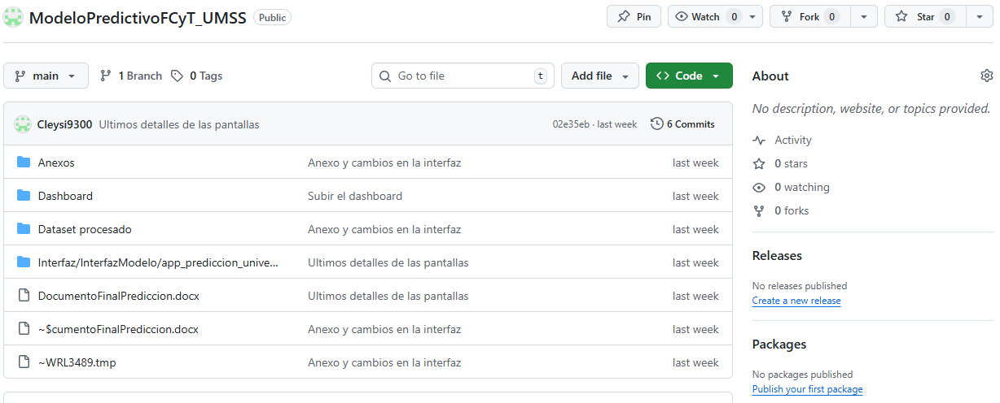 ModeloPredictivoFCyT_UMSS Public Pin Watch 0 Fork 0 Star 0
main 1 Branch 0 Tags Go to file t Add file Code
Cleysi9300 Ultimos detalles de las pantallas 02e35eb · last week 6 Commits
Anexos Anexo y cambios en la interfaz last week
Dashboard Subir el dashboard last week
Dataset procesado Anexo y cambios en la interfaz last week
Interfaz/InterfazModelo/app_prediccion_unive... Ultimos detalles de las pantallas last week
DocumentoFinalPrediccion.docx Ultimos detalles de las pantallas last week
~$cumentoFinalPrediccion.docx Anexo y cambios en la interfaz last week
~WRL3489.tmp Anexo y cambios en la interfaz last week
About
No description, website, or topics provided.
Activity
0 stars
0 watching
0 forks
Releases
No releases published
Create a new release
Packages
No packages published
Publish your first package